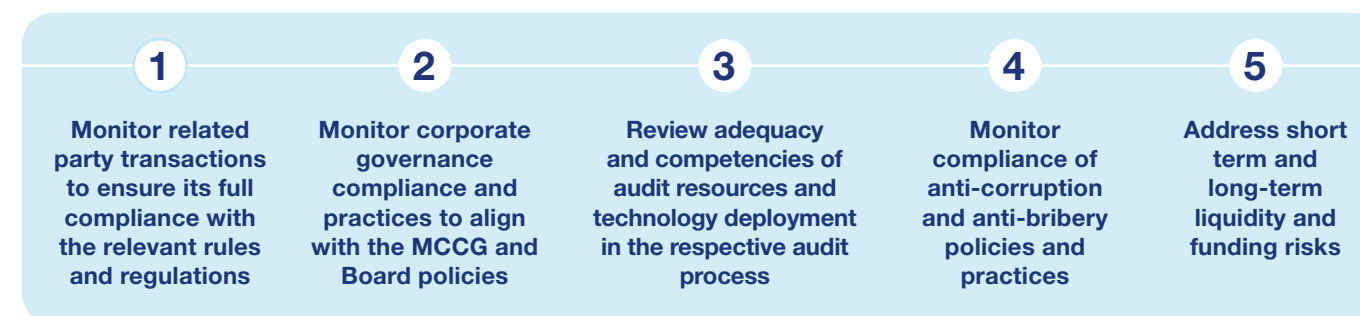 1
Monitor related
party transactions
to ensure its full
compliance with
the relevant rules
and regulations
2
Monitor corporate
governance
compliance and
practices to align
with the MCCG and
Board policies
3
Review adequacy
and competencies of
audit resources and
technology deployment
in the respective audit
process
4
Monitor
compliance of
anti-corruption
and anti-bribery
policies and
practices
5
Address short
term and
long-term
liquidity and
funding risks